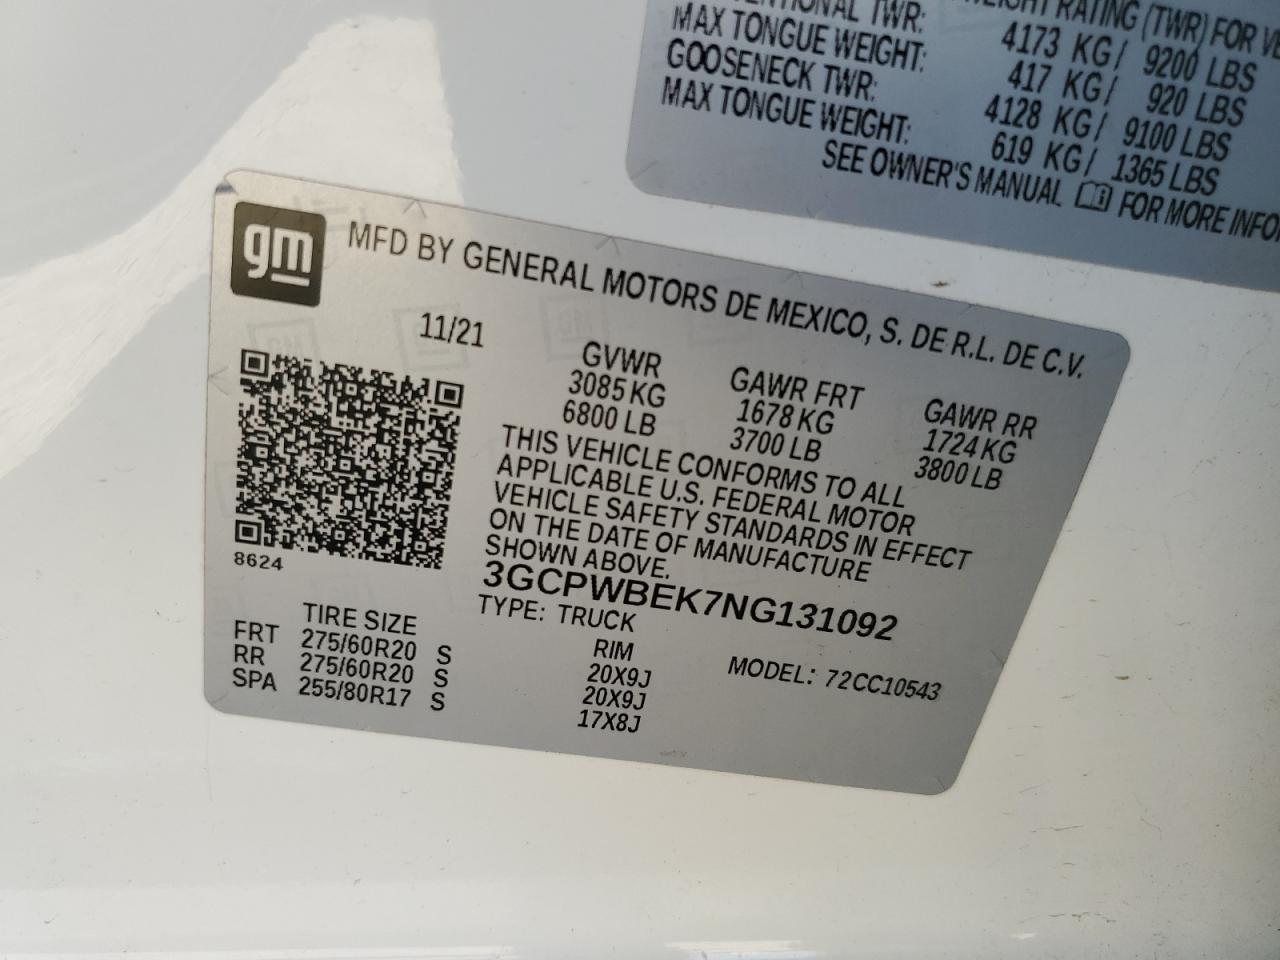 TWR:
WEIGHT RATING (TWR) FOR
4173 KG/ 9200 LBS
MAX TONGUE WEIGHT: 417 KG/ 920 LBS
GOOSENECK TWR: 4128 KG/ 9100 LBS
MAX TONGUE WEIGHT: 619 KG/ 1365 LBS
SEE OWNER'S MANUAL FOR MORE
gm
MFD BY GENERAL MOTORS DE MEXICO, S. DE R.L. DE C.V.
11/21
GVWR GAWR FRT GAWR RR
3085 KG 1678 KG 1724 KG
6800 LB 3700 LB 3800 LB
THIS VEHICLE CONFORMS TO ALL
APPLICABLE U.S. FEDERAL MOTOR
VEHICLE SAFETY STANDARDS IN EFFECT
ON THE DATE OF MANUFACTURE
SHOWN ABOVE.
8624
3GCPWBEK7NG131092
TYPE: TRUCK
MODEL: 72CC10543
TIRE SIZE RIM
FRT 275/60R20 S 20X9J
RR 275/60R20 S 20X9J
SPA 255/80R17 S 17X8J